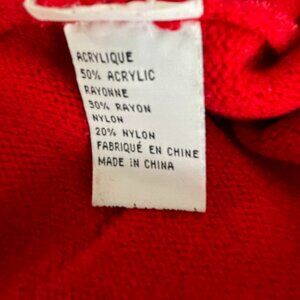 ACRYLIQUE
50% ACRYLIC
RAYONNE
30% RAYON
NYLON
20% NYLON
FABRIQUÉ EN CHINE
MADE IN CHINA